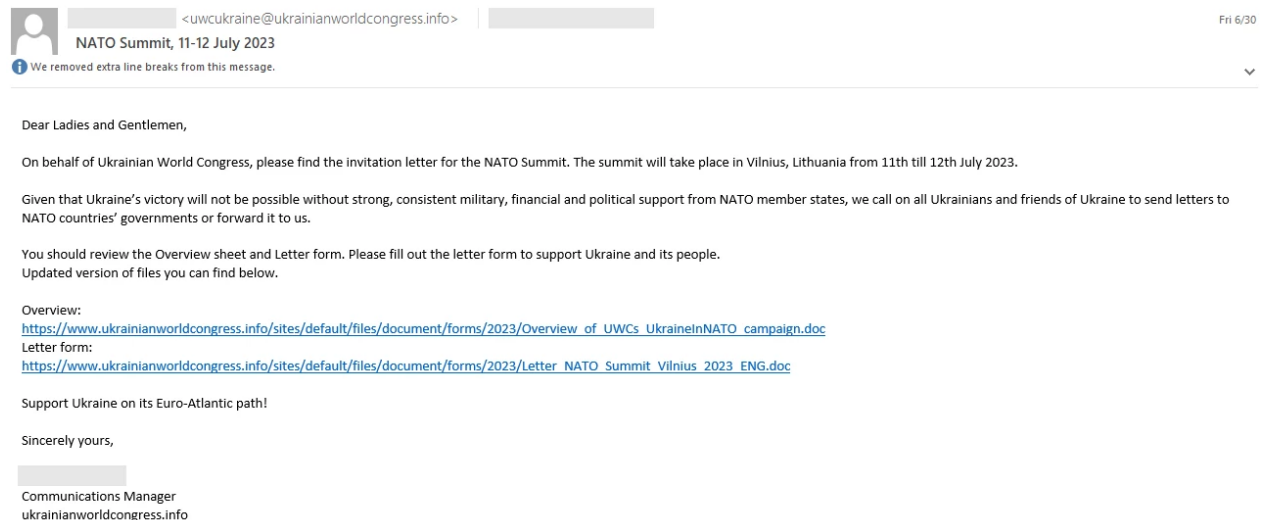 <uwcukraine@ukrainianworldcongress.info>
Fri 6/30
NATO Summit, 11-12 July 2023
We removed extra line breaks from this message.
Dear Ladies and Gentlemen,
On behalf of Ukrainian World Congress, please find the invitation letter for the NATO Summit. The summit will take place in Vilnius, Lithuania from 11th till 12th July 2023.
Given that Ukraine’s victory will not be possible without strong, consistent military, financial and political support from NATO member states, we call on all Ukrainians and friends of Ukraine to send letters to
NATO countries’ governments or forward it to us.
You should review the Overview sheet and Letter form. Please fill out the letter form to support Ukraine and its people.
Updated version of files you can find below.
Overview:
https://www.ukrainianworldcongress.info/sites/default/files/document/forms/2023/Overview_of_UWCs_UkraineInNATO_campaign.doc
Letter form:
https://www.ukrainianworldcongress.info/sites/default/files/document/forms/2023/Letter_NATO_Summit_Vilnius_2023_ENG.doc
Support Ukraine on its Euro-Atlantic path!
Sincerely yours,
Communications Manager
ukrainianworldcongress.info